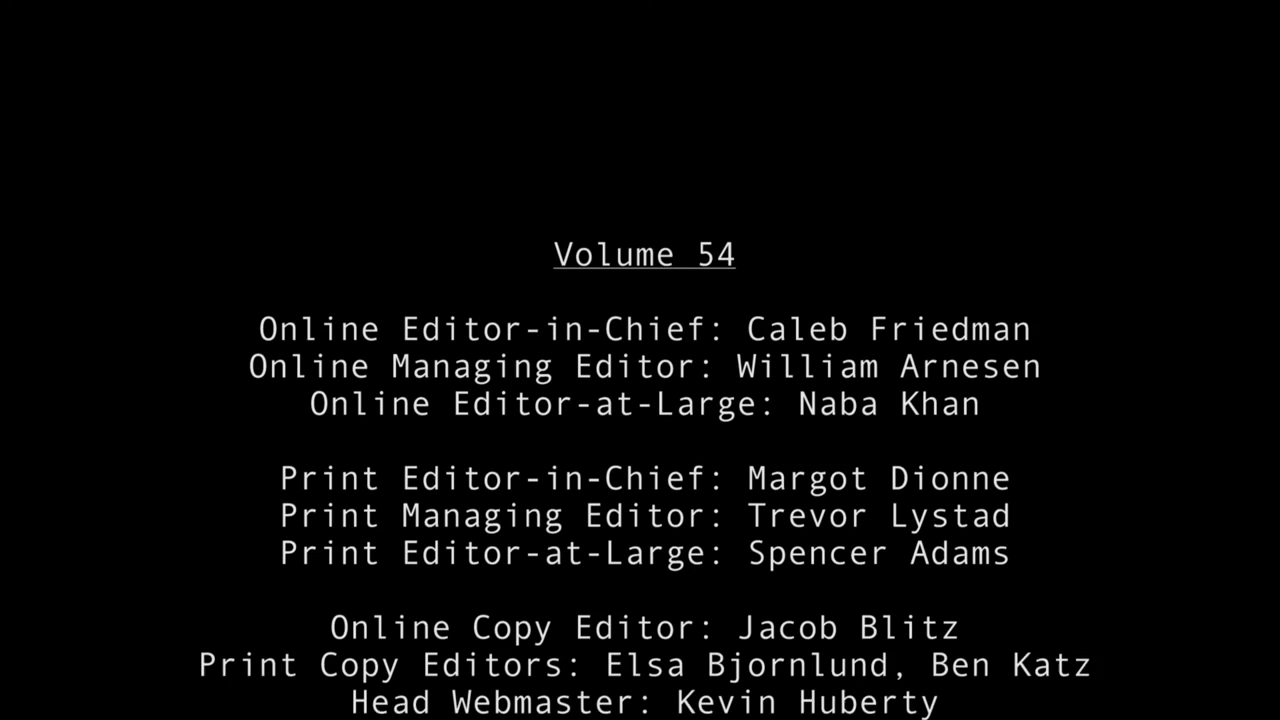 Volume 54
Online Editor-in-Chief: Caleb Friedman
Online Managing Editor: William Arnesen
Online Editor-at-Large: Naba Khan
Print Editor-in-Chief: Margot Dionne
Print Managing Editor: Trevor Lystad
Print Editor-at-Large: Spencer Adams
Online Copy Editor: Jacob Blitz
Print Copy Editors: Elsa Bjornlund, Ben Katz
Head Webmaster: Kevin Huberty